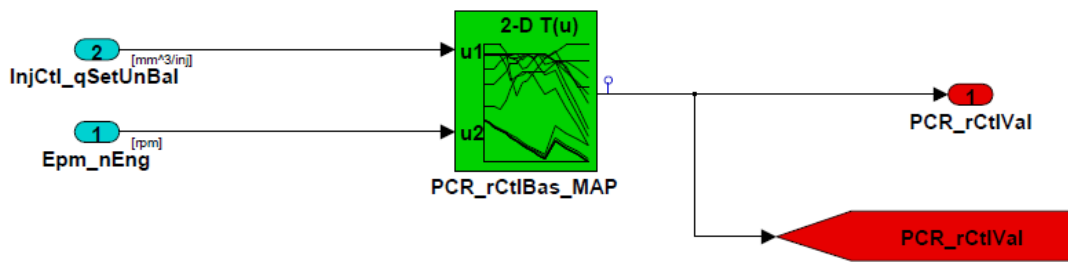 2-D T(u)
2
[mm^3/inj]
u1
InjCtl_qSetUnBal
1
PCR_rCtlVal
1
[rpm]
u2
Epm_nEng
PCR_rCtlBas_MAP
PCR_rCtlVal